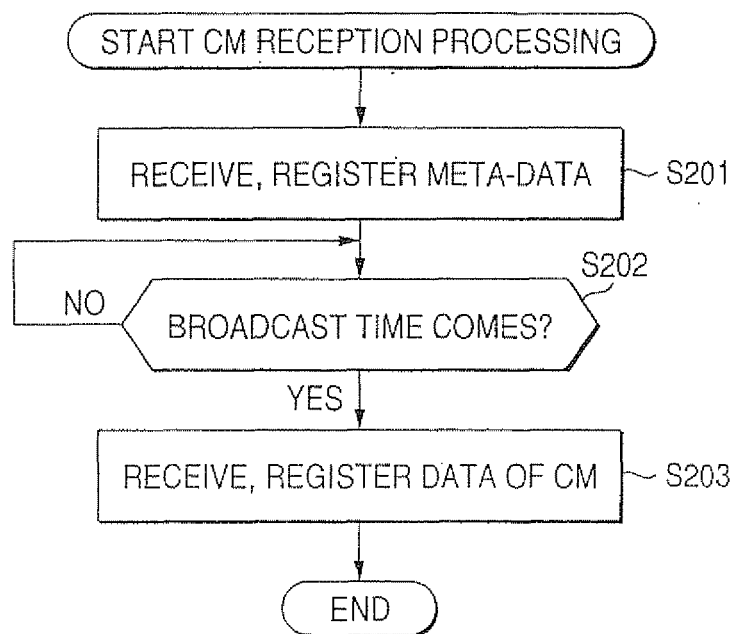 START CM RECEPTION PROCESSING
RECEIVE, REGISTER META-DATA
S201
S202
NO
BROADCAST TIME COMES?
YES
RECEIVE, REGISTER DATA OF CM
S203
END